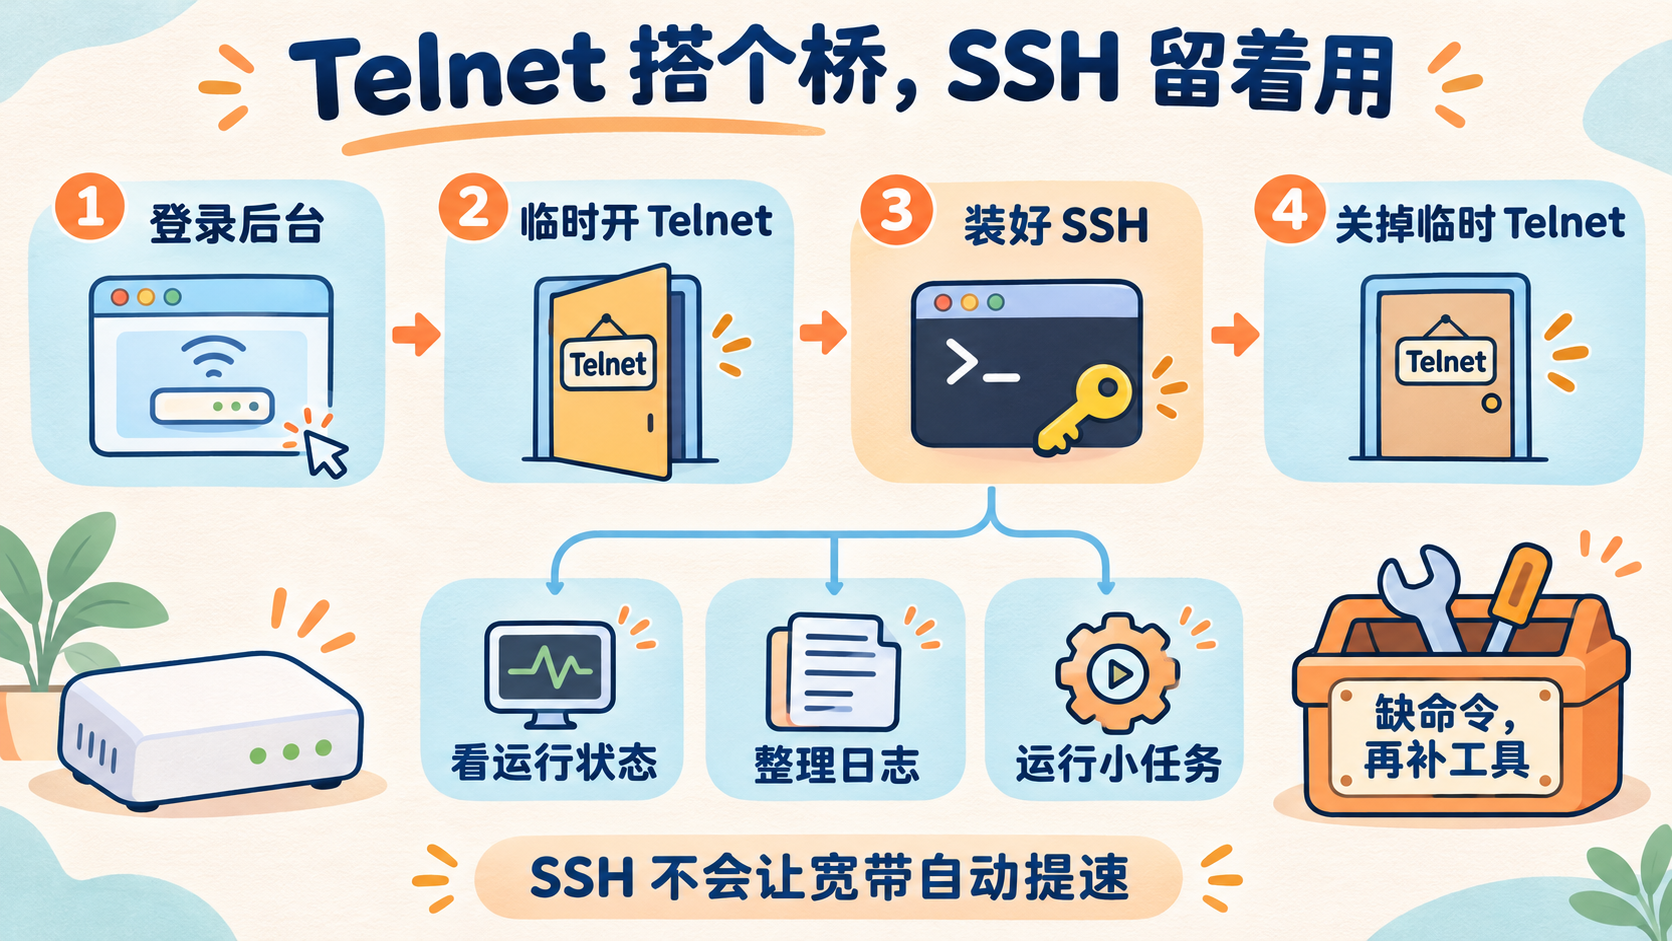 Telnet 搭个桥，SSH 留着用
1 登录后台
2 临时开 Telnet
Telnet
3 装好 SSH
>_
4 关掉临时 Telnet
Telnet
看运行状态
整理日志
运行小任务
缺命令，
再补工具
SSH 不会让宽带自动提速